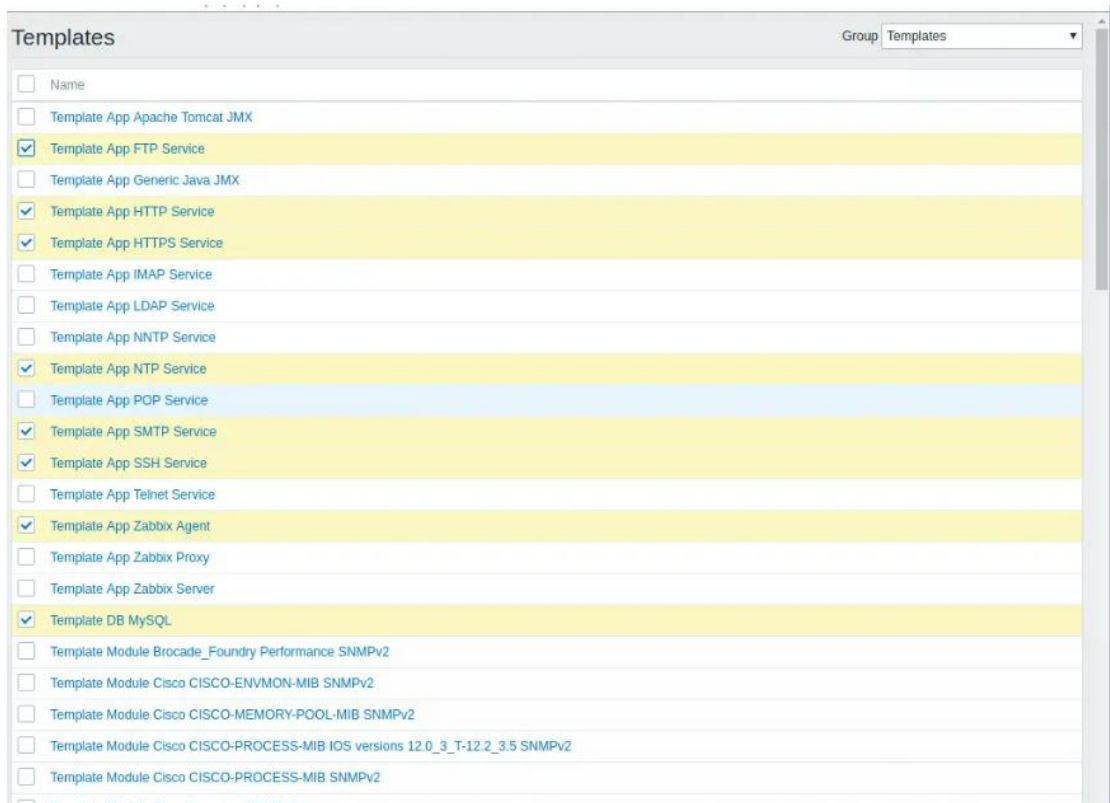 Templates
Group Templates
Name
Template App Apache Tomcat JMX
Template App FTP Service
Template App Generic Java JMX
Template App HTTP Service
Template App HTTPS Service
Template App IMAP Service
Template App LDAP Service
Template App NNTP Service
Template App NTP Service
Template App POP Service
Template App SMTP Service
Template App SSH Service
Template App Telnet Service
Template App Zabbix Agent
Template App Zabbix Proxy
Template App Zabbix Server
Template DB MySQL
Template Module Brocade_Foundry Performance SNMPv2
Template Module Cisco CISCO-ENVMON-MIB SNMPv2
Template Module Cisco CISCO-MEMORY-POOL-MIB SNMPv2
Template Module Cisco CISCO-PROCESS-MIB IOS versions 12.0_3_T-12.2_3.5 SNMPv2
Template Module Cisco CISCO-PROCESS-MIB SNMPv2